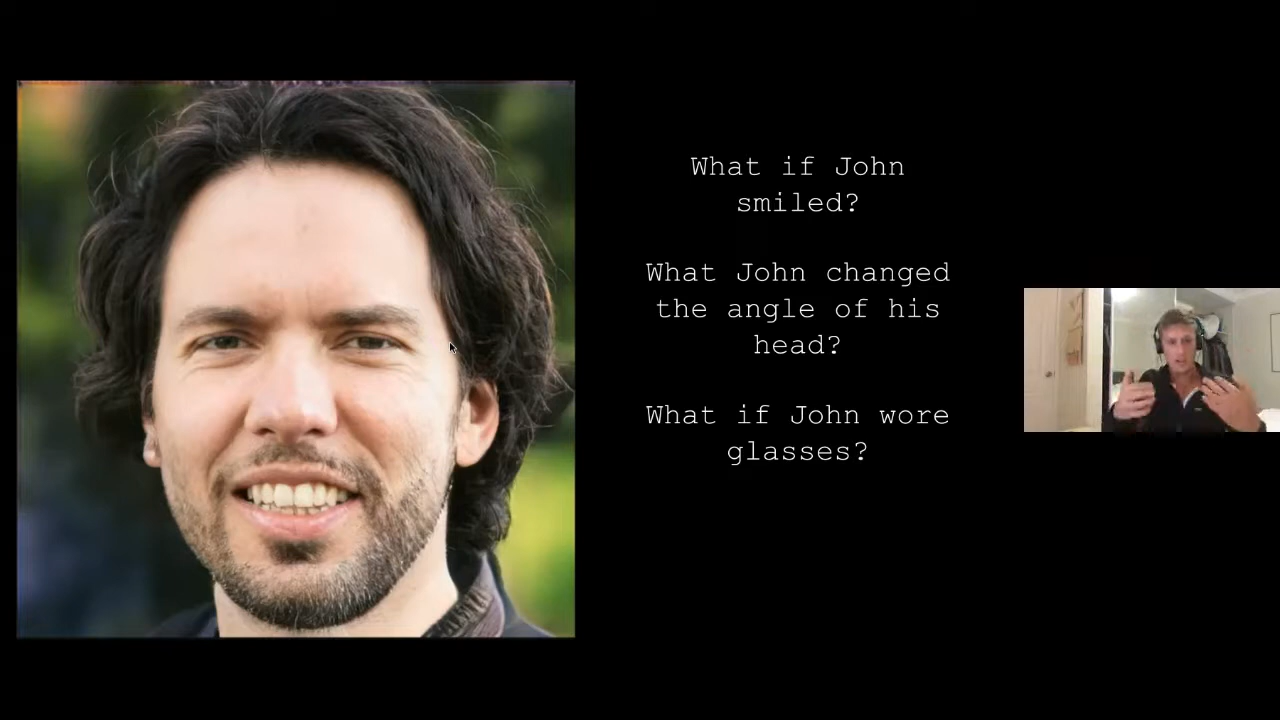 What if John
smiled?
What John changed
the angle of his
head?
What if John wore
glasses?